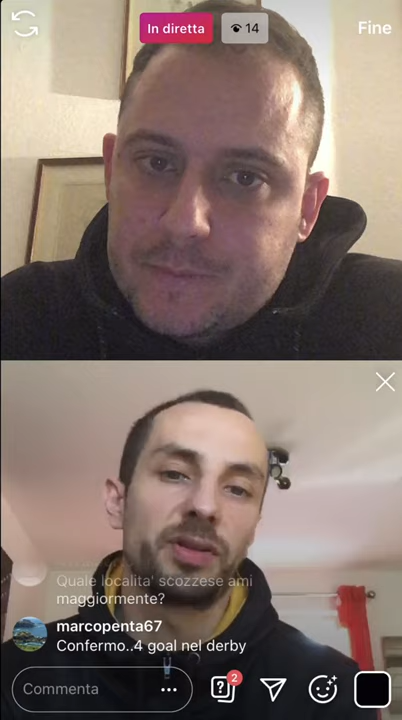 In diretta
14
Fine
Quale localita' scozzese ami
maggiormente?
marcopenta67
Confermo..4 goal nel derby
Commenta
2